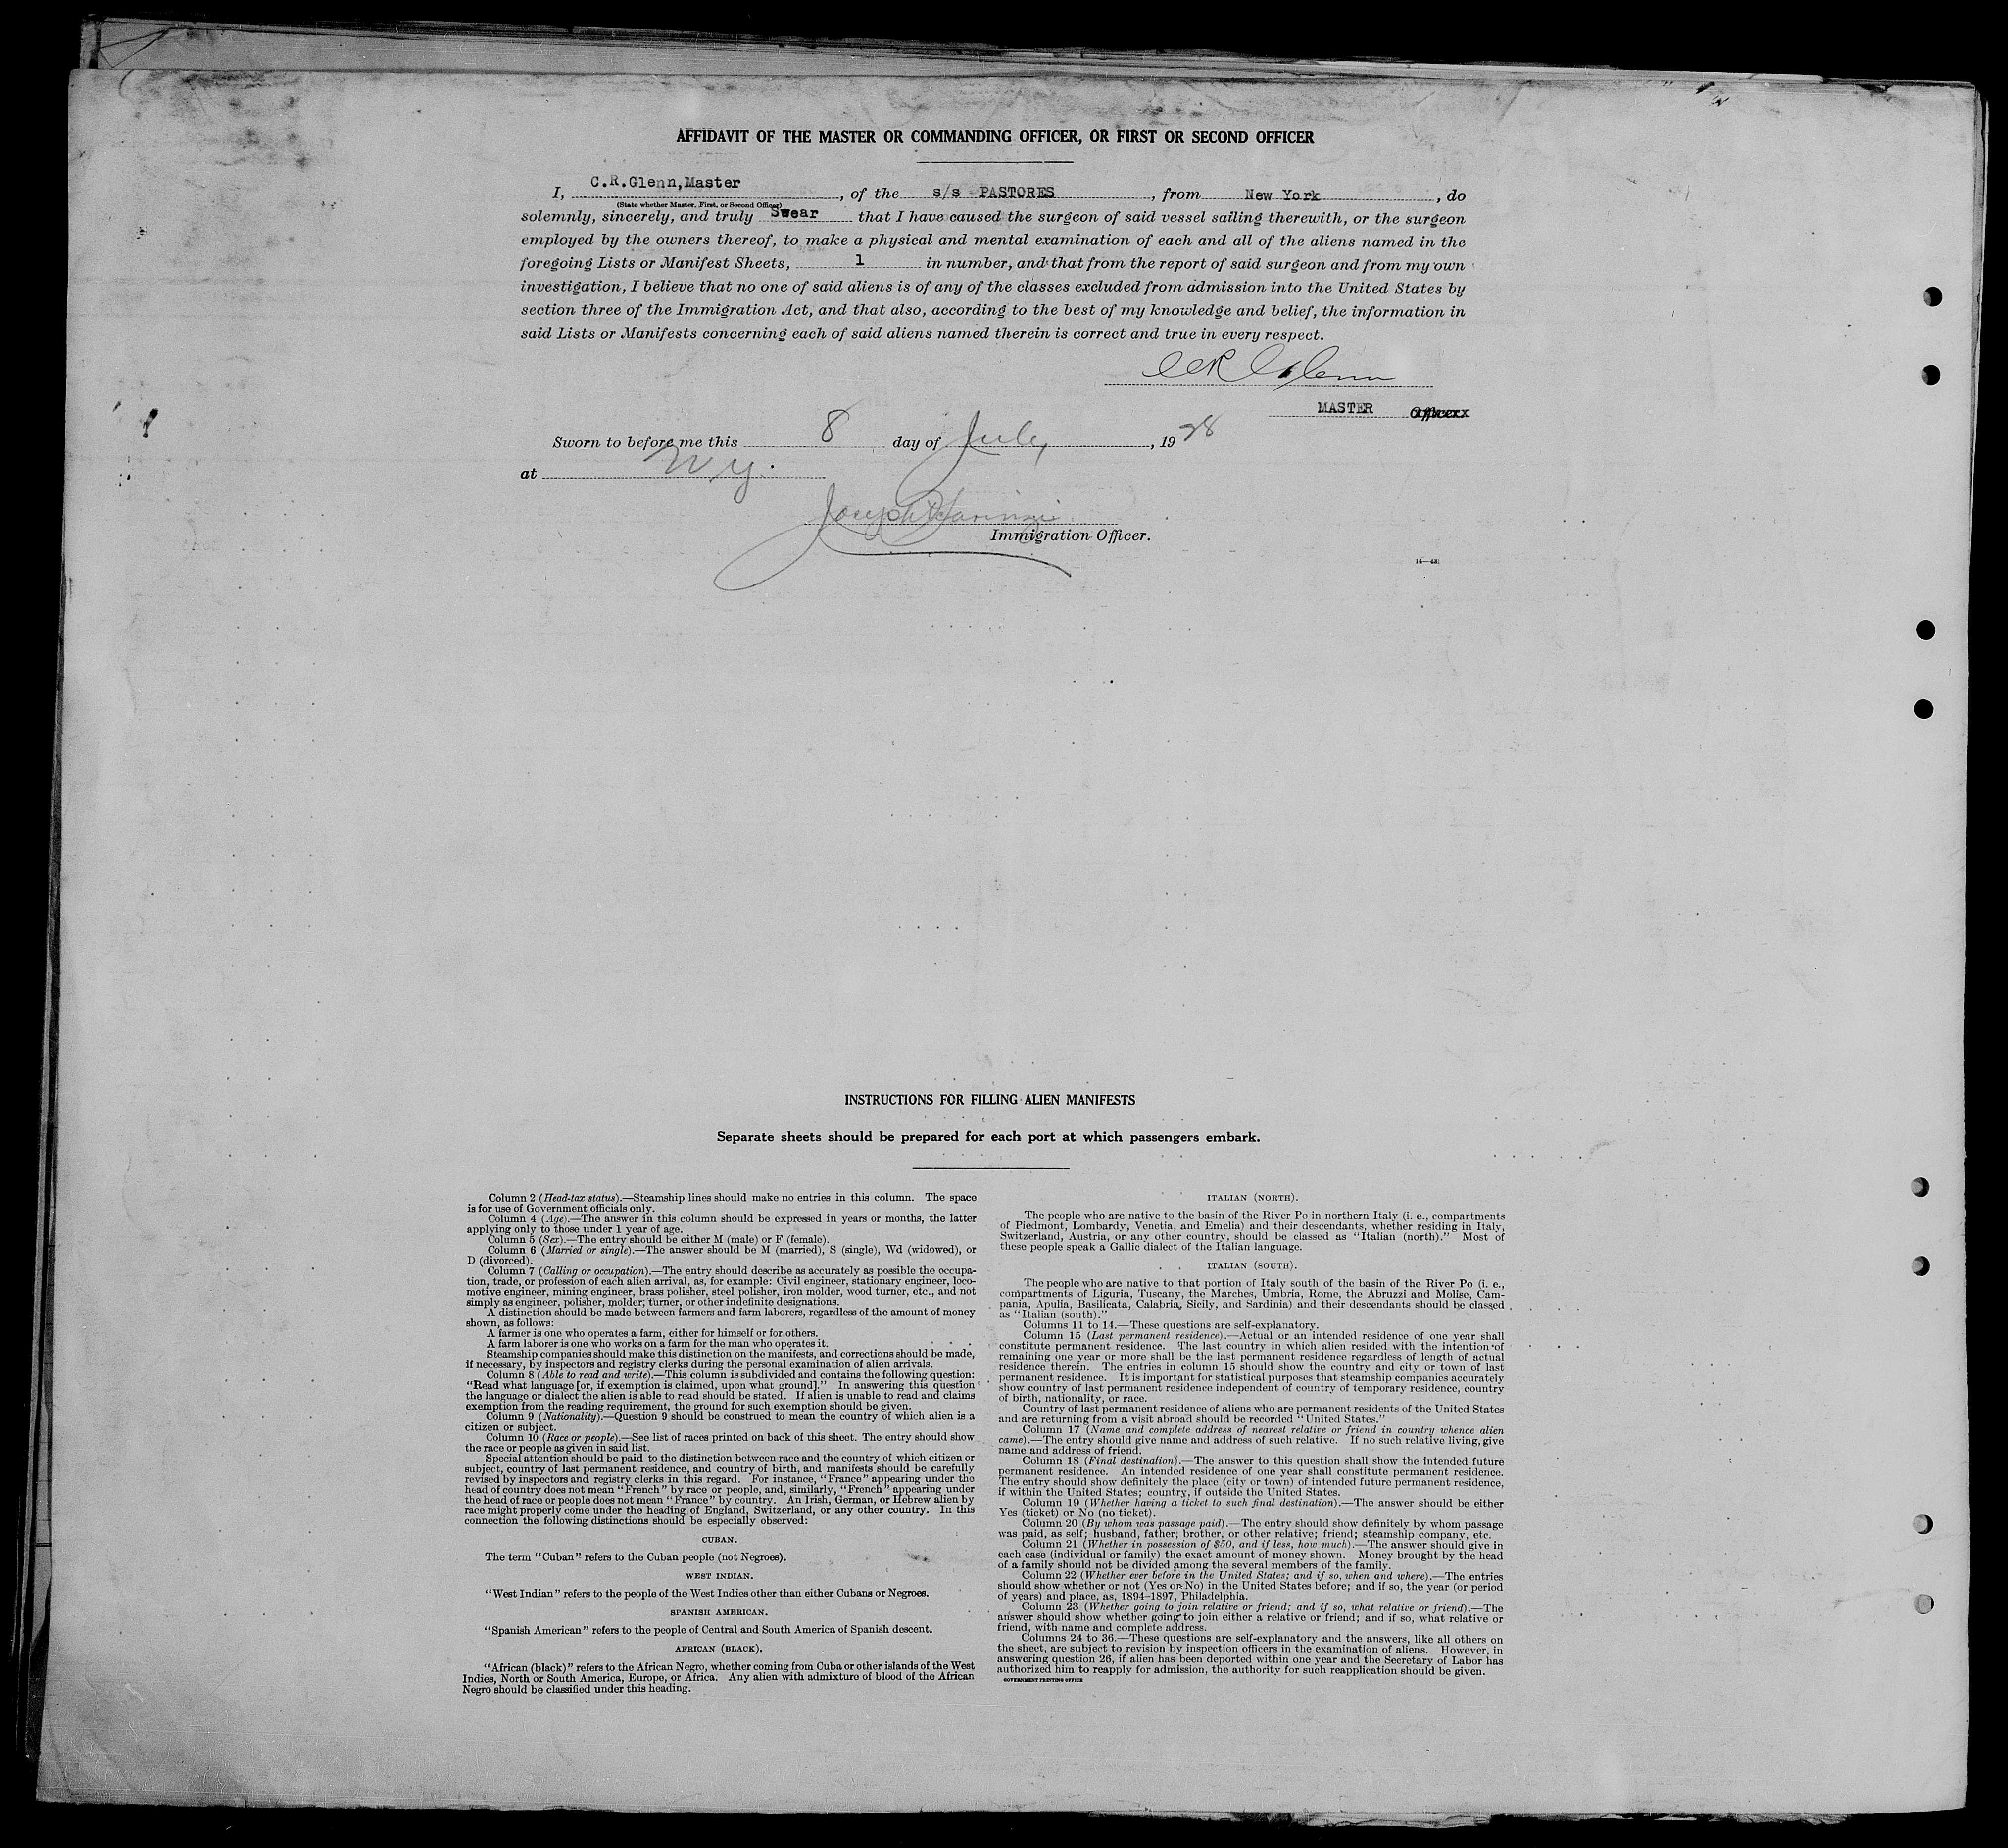 AFFIDAVIT OF THE MASTER OR COMMANDING OFFICER, OR FIRST OR SECOND OFFICER
I, C.R.Glenn,Master, of the s/s PASTORES, from New York, do
(State whether Master, First, or Second Officer)
solemnly, sincerely, and truly Swear that I have caused the surgeon of said vessel sailing therewith, or the surgeon
employed by the owners thereof, to make a physical and mental examination of each and all of the aliens named in the
foregoing Lists or Manifest Sheets, 1 in number, and that from the report of said surgeon and from my own
investigation, I believe that no one of said aliens is of any of the classes excluded from admission into the United States by
section three of the Immigration Act, and that also, according to the best of my knowledge and belief, the information in
said Lists or Manifests concerning each of said aliens named therein is correct and true in every respect.
CR Glenn
MASTER Officer
Sworn to before me this 8 day of July, 1928
at NY.
Joseph
Immigration Officer.
INSTRUCTIONS FOR FILLING ALIEN MANIFESTS
Separate sheets should be prepared for each port at which passengers embark.
Column 2 (Head-tax status).—Steamship lines should make no entries in this column. The space
is for use of Government officials only.
Column 4 (Age).—The answer in this column should be expressed in years or months, the latter
applying only to those under 1 year of age.
Column 5 (Sex).—The entry should be either M (male) or F (female).
Column 6 (Married or single).—The answer should be M (married), S (single), Wd (widowed), or
D (divorced).
Column 7 (Calling or occupation).—The entry should describe as accurately as possible the occupa-
tion, trade, or profession of each alien arrival, as, for example: Civil engineer, stationary engineer, loco-
motive engineer, mining engineer, brass polisher, steel polisher, iron molder, wood turner, etc., and not
simply as engineer, polisher, molder, turner, or other indefinite designations.
A distinction should be made between farmers and farm laborers, regardless of the amount of money
shown, as follows:
A farmer is one who operates a farm, either for himself or for others.
A farm laborer is one who works on a farm for the man who operates it.
Steamship companies should make this distinction on the manifests, and corrections should be made,
if necessary, by inspectors and registry clerks during the personal examination of alien arrivals.
Column 8 (Able to read and write).—This column is subdivided and contains the following question:
"Read what language [or, if exemption is claimed, upon what ground]." In answering this question
the language or dialect the alien is able to read should be stated. If alien is unable to read and claims
exemption from the reading requirement, the ground for such exemption should be given.
Column 9 (Nationality).—Question 9 should be construed to mean the country of which alien is a
citizen or subject.
Column 10 (Race or people).—See list of races printed on back of this sheet. The entry should show
the race or people as given in said list.
Special attention should be paid to the distinction between race and the country of which citizen or
subject, country of last permanent residence, and country of birth, and manifests should be carefully
revised by inspectors and registry clerks in this regard. For instance, "France" appearing under the
head of country does not mean "French" by race or people, and, similarly, "French" appearing under
the head of race or people does not mean "France" by country. An Irish, German, or Hebrew alien by
race might properly come under the heading of England, Switzerland, or any other country. In this
connection the following distinctions should be especially observed:
CUBAN.
The term "Cuban" refers to the Cuban people (not Negroes).
WEST INDIAN.
"West Indian" refers to the people of the West Indies other than either Cubans or Negroes.
SPANISH AMERICAN.
"Spanish American" refers to the people of Central and South America of Spanish descent.
AFRICAN (BLACK).
"African (black)" refers to the African Negro, whether coming from Cuba or other islands of the West
Indies, North or South America, Europe, or Africa. Any alien with admixture of blood of the African
Negro should be classified under this heading.
ITALIAN (NORTH).
The people who are native to the basin of the River Po in northern Italy (i. e., compartments
of Piedmont, Lombardy, Venetia, and Emelia) and their descendants, whether residing in Italy,
Switzerland, Austria, or any other country, should be classed as "Italian (north)." Most of
these people speak a Gallic dialect of the Italian language.
ITALIAN (SOUTH).
The people who are native to that portion of Italy south of the basin of the River Po (i. e.,
compartments of Liguria, Tuscany, the Marches, Umbria, Rome, the Abruzzi and Molise, Cam-
pania, Apulia, Basilicata, Calabria, Sicily, and Sardinia) and their descendants should be classed
as "Italian (south)."
Columns 11 to 14.—These questions are self-explanatory.
Column 15 (Last permanent residence).—Actual or an intended residence of one year shall
constitute permanent residence. The last country in which alien resided with the intention of
remaining one year or more shall be the last permanent residence regardless of length of actual
residence therein. The entries in column 15 should show the country and city or town of last
permanent residence. It is important for statistical purposes that steamship companies accurately
show country of last permanent residence independent of country of temporary residence, country
of birth, nationality, or race.
Country of last permanent residence of aliens who are permanent residents of the United States
and are returning from a visit abroad should be recorded "United States."
Column 17 (Name and complete address of nearest relative or friend in country whence alien
came).—The entry should give name and address of such relative. If no such relative living, give
name and address of friend.
Column 18 (Final destination).—The answer to this question shall show the intended future
permanent residence. An intended residence of one year shall constitute permanent residence.
The entry should show definitely the place (city or town) of intended future permanent residence,
if within the United States; country, if outside the United States.
Column 19 (Whether having a ticket to such final destination).—The answer should be either
Yes (ticket) or No (no ticket).
Column 20 (By whom was passage paid).—The entry should show definitely by whom passage
was paid, as self; husband, father; brother, or other relative; friend; steamship company, etc.
Column 21 (Whether in possession of $50, and if less, how much).—The answer should give in
each case (individual or family) the exact amount of money shown. Money brought by the head
of a family should not be divided among the several members of the family.
Column 22 (Whether ever before in the United States; and if so, when and where).—The entries
should show whether or not (Yes or No) in the United States before; and if so, the year (or period
of years) and place, as, 1894–1897, Philadelphia.
Column 23 (Whether going to join relative or friend; and if so, what relative or friend).—The
answer should show whether going to join either a relative or friend; and if so, what relative or
friend, with name and complete address.
Columns 24 to 36.—These questions are self-explanatory and the answers, like all others on
the sheet, are subject to revision by inspection officers in the examination of aliens. However, in
answering question 26, if alien has been deported within one year and the Secretary of Labor has
authorized him to reapply for admission, the authority for such reapplication should be given.
GOVERNMENT PRINTING OFFICE